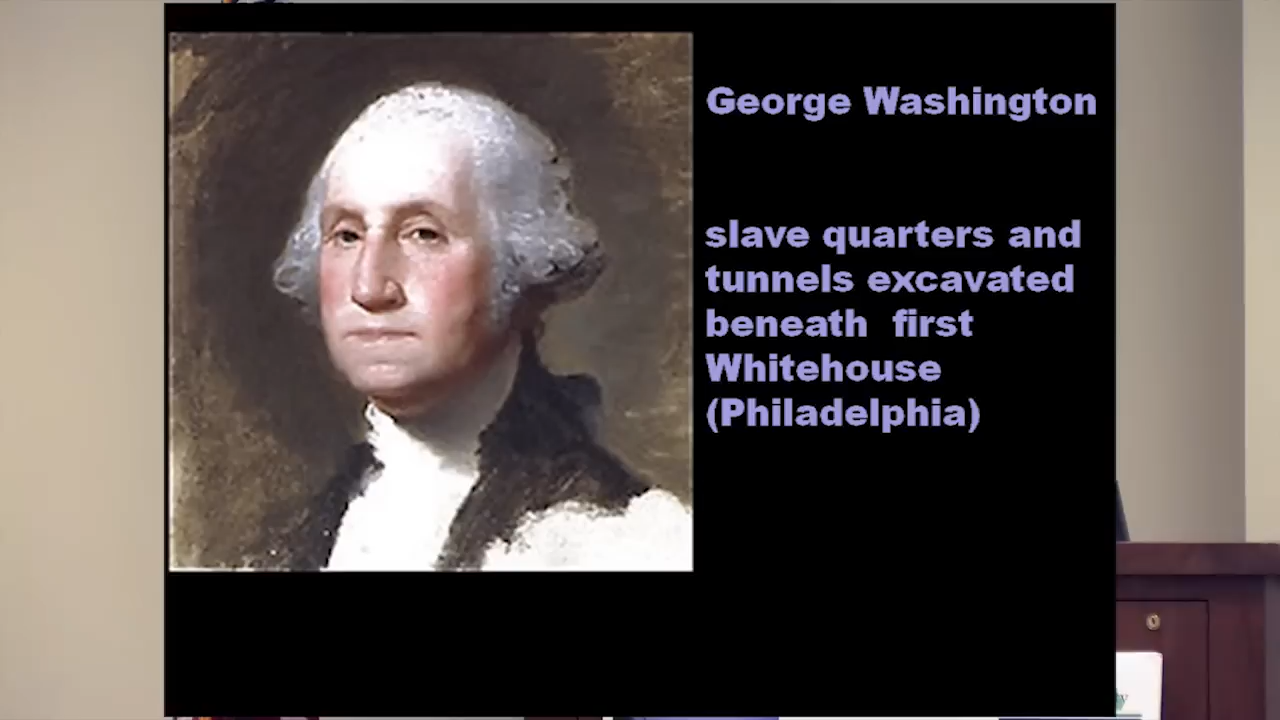 George Washington
slave quarters and
tunnels excavated
beneath  first
Whitehouse
(Philadelphia)